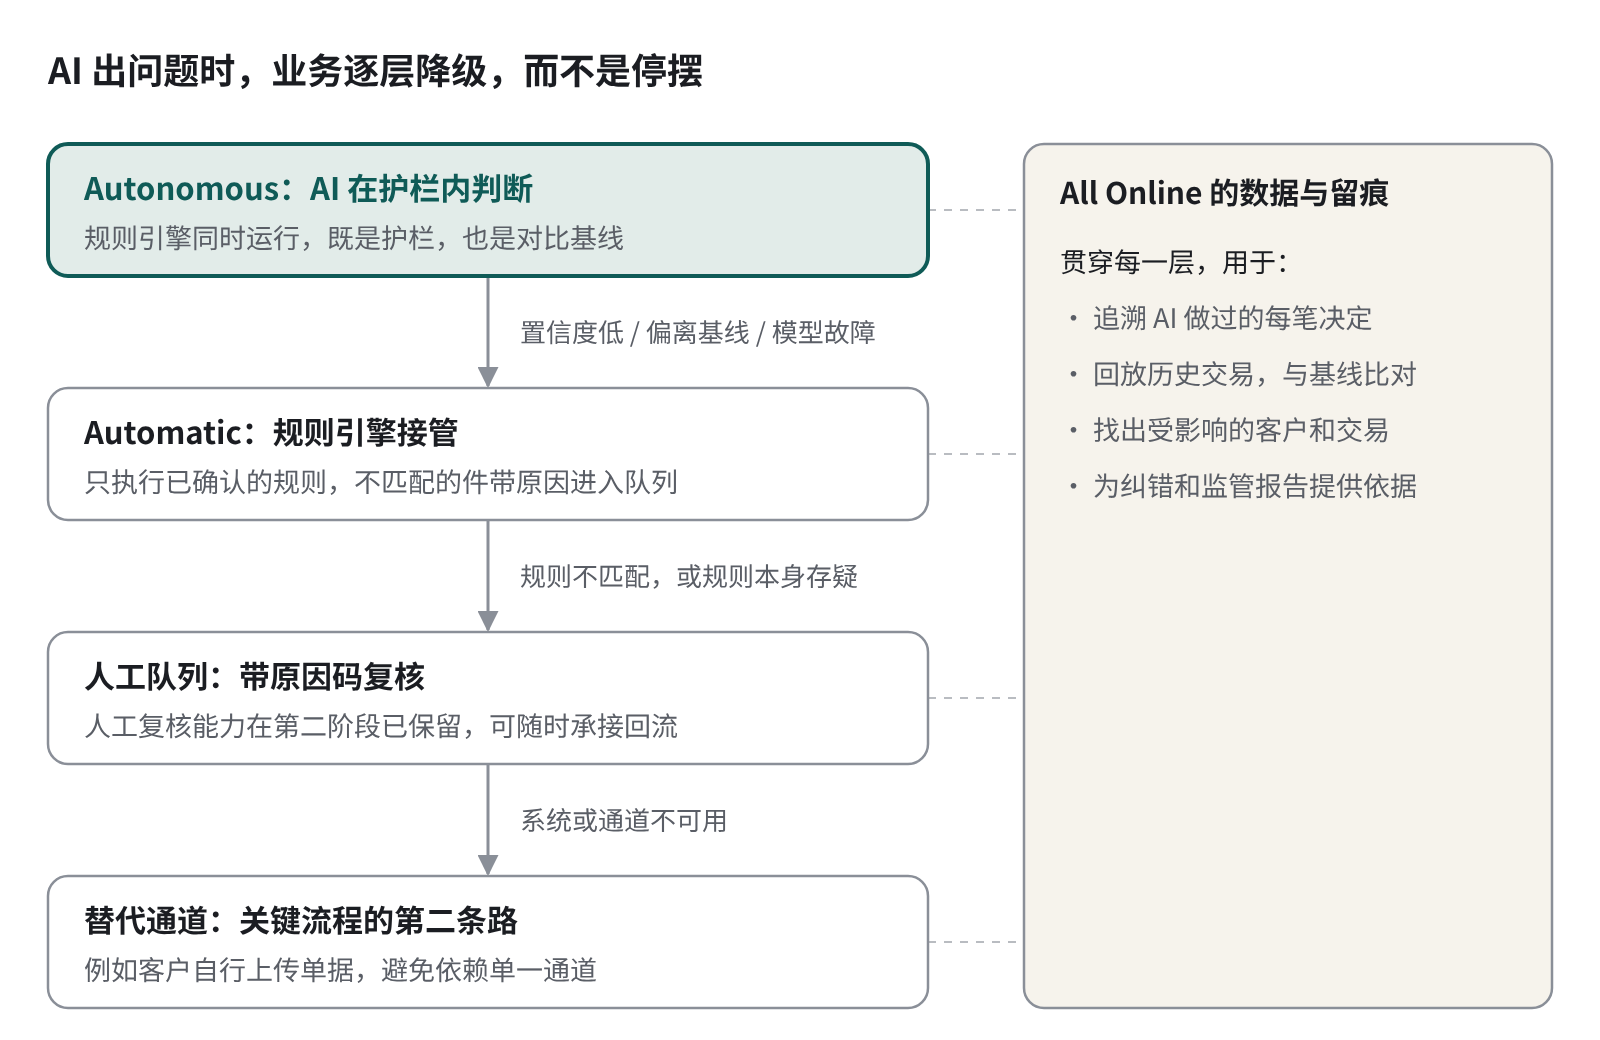 AI 出问题时，业务逐层降级，而不是停摆
Autonomous：AI 在护栏内判断
规则引擎同时运行，既是护栏，也是对比基线
置信度低 / 偏离基线 / 模型故障
Automatic：规则引擎接管
只执行已确认的规则，不匹配的件带原因进入队列
规则不匹配，或规则本身存疑
人工队列：带原因码复核
人工复核能力在第二阶段已保留，可随时承接回流
系统或通道不可用
替代通道：关键流程的第二条路
例如客户自行上传单据，避免依赖单一通道
All Online 的数据与留痕
贯穿每一层，用于：
・ 追溯 AI 做过的每笔决定
・ 回放历史交易，与基线比对
・ 找出受影响的客户和交易
・ 为纠错和监管报告提供依据